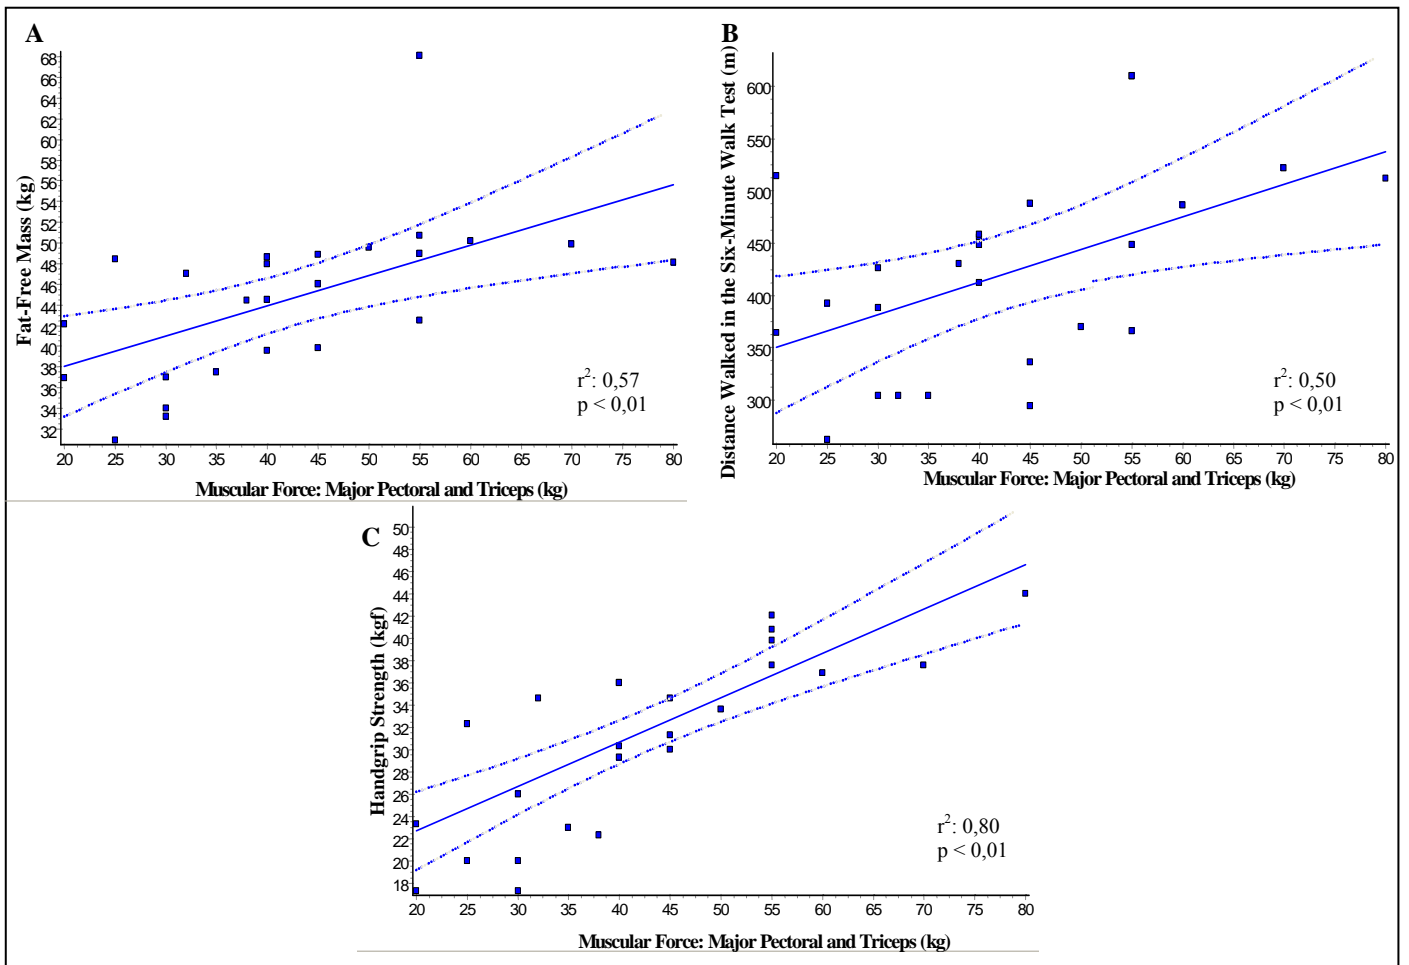 A
Fat-Free Mass (kg)
68
66
64
62
60
58
56
54
52
50
48
46
44
42
40
38
36
34
32
20 25 30 35 40 45 50 55 60 65 70 75 80
Muscular Force: Major Pectoral and Triceps (kg)
r²: 0,57
p < 0,01
B
Distance Walked in the Six-Minute Walk Test (m)
600
550
500
450
400
350
300
20 25 30 35 40 45 50 55 60 65 70 75 80
Muscular Force: Major Pectoral and Triceps (kg)
r²: 0,50
p < 0,01
C
Handgrip Strength (kgf)
50
48
46
44
42
40
38
36
34
32
30
28
26
24
22
20
18
20 25 30 35 40 45 50 55 60 65 70 75 80
Muscular Force: Major Pectoral and Triceps (kg)
r²: 0,80
p < 0,01